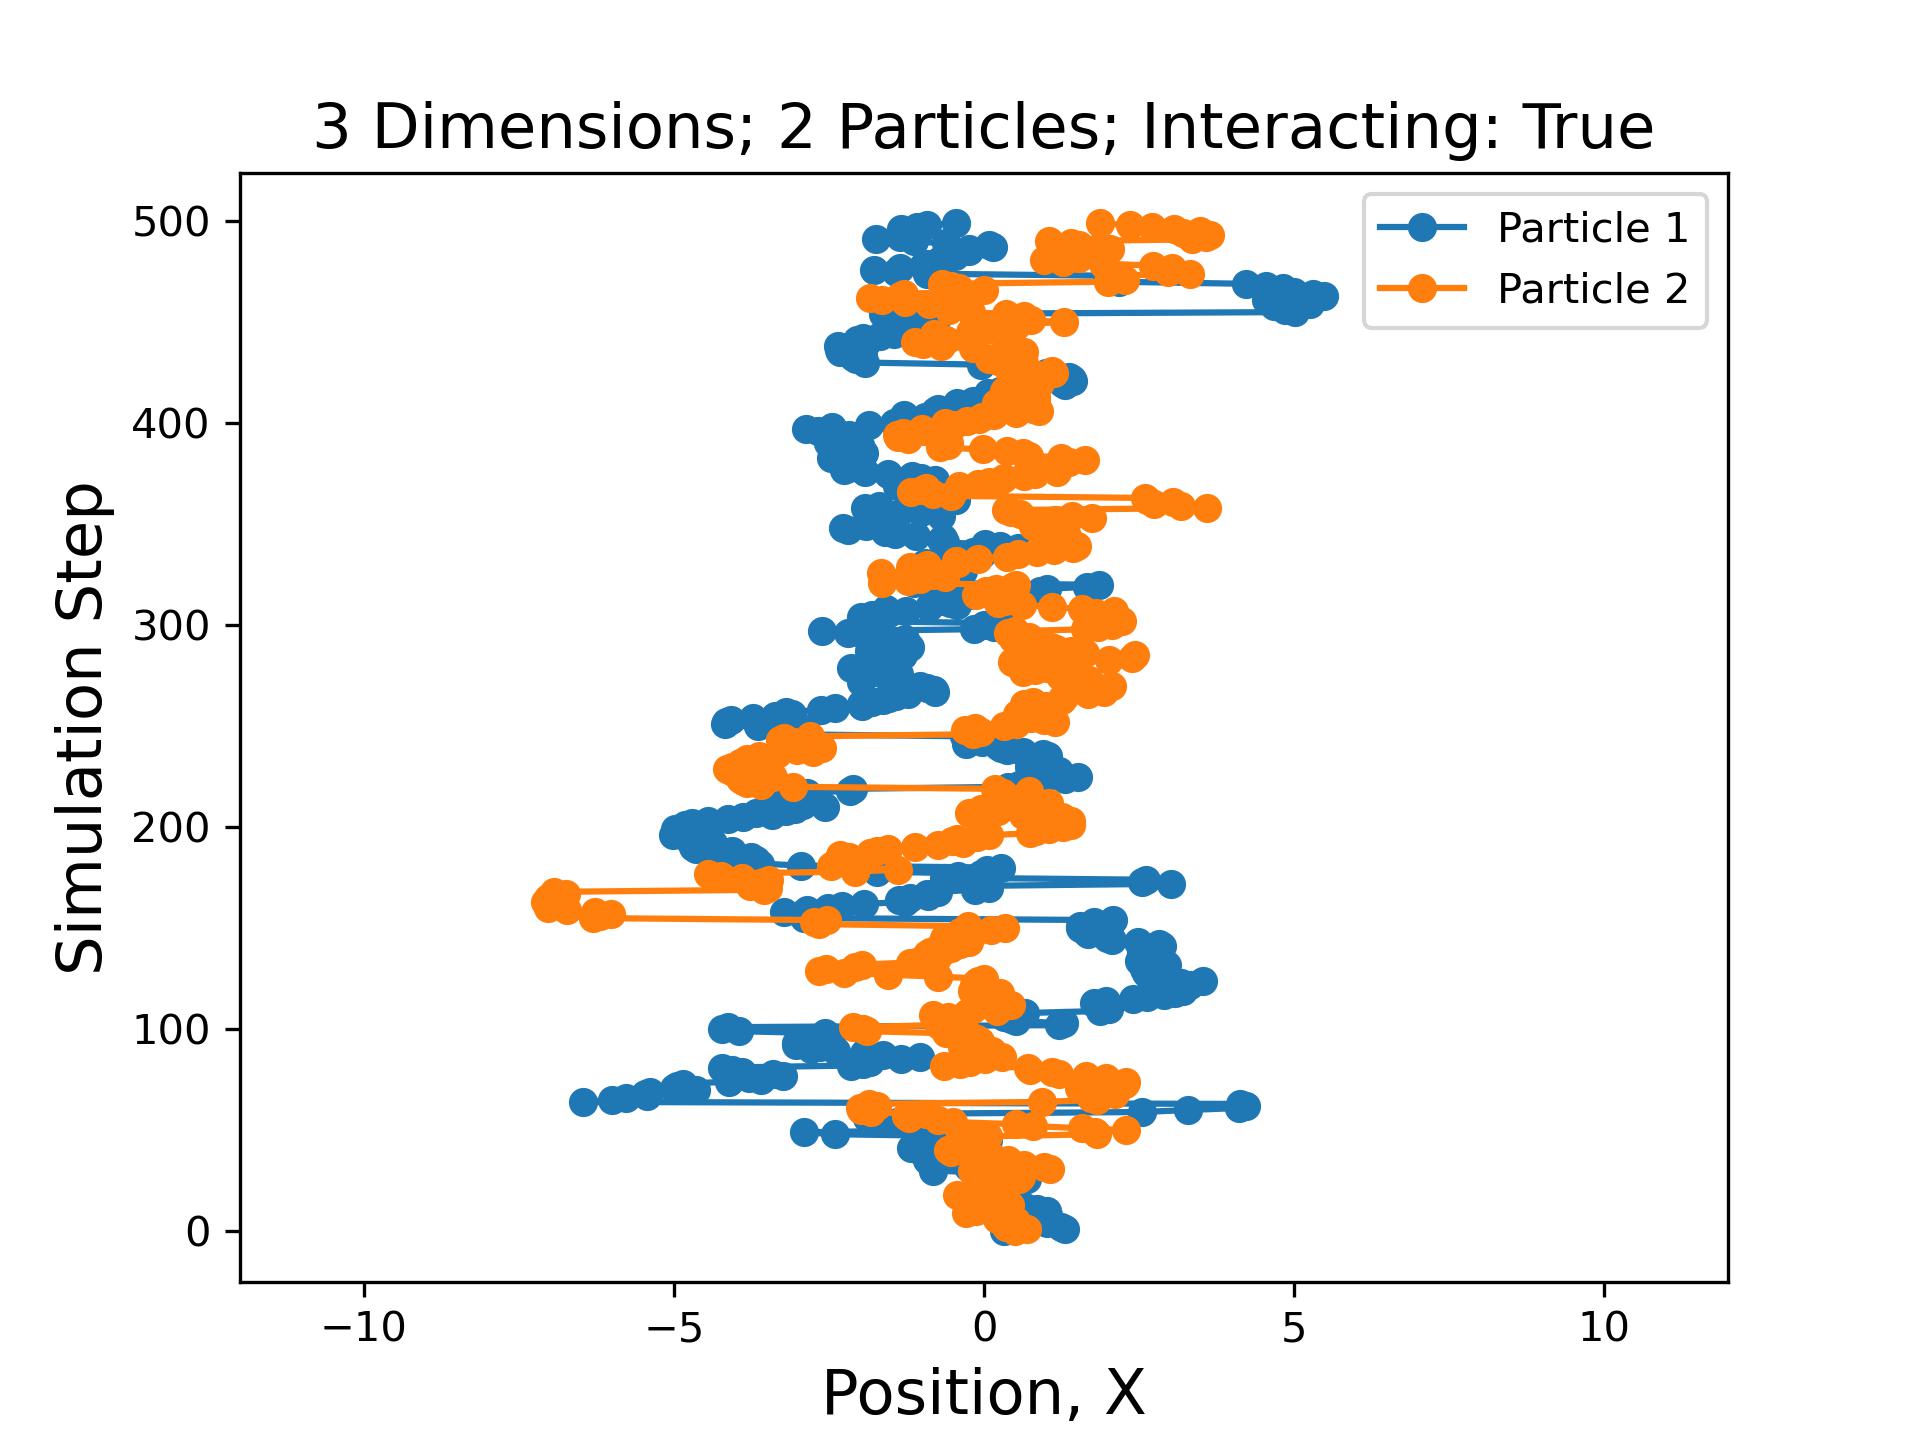 3 Dimensions; 2 Particles; Interacting: True
Particle 1
Particle 2
500
400
300
200
100
0
Simulation Step
−10
−5
0
5
10
Position, X